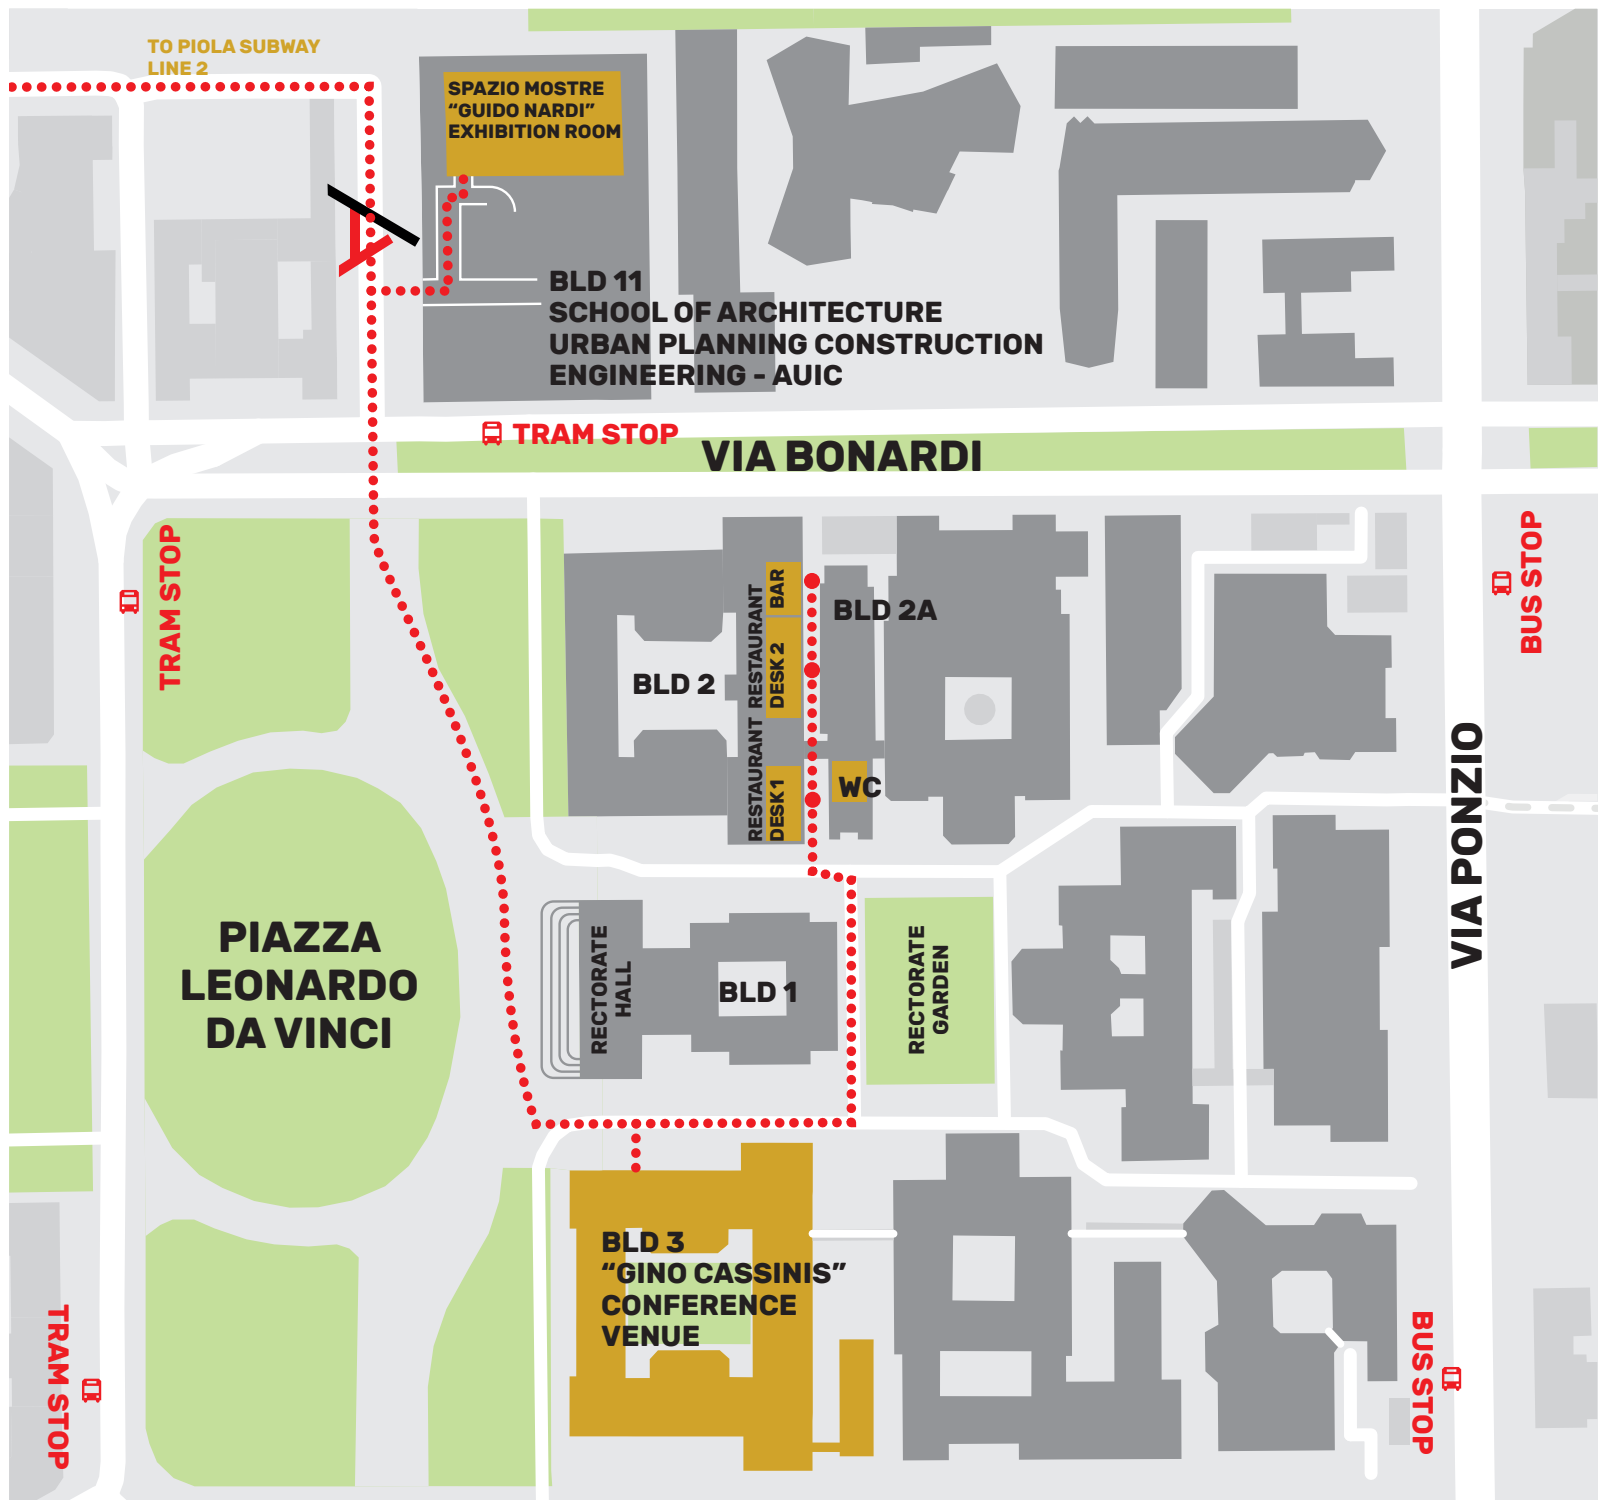 TO PIOLA SUBWAY
LINE 2
SPAZIO MOSTRE
“GUIDO NARDI”
EXHIBITION ROOM
BLD 11
SCHOOL OF ARCHITECTURE
URBAN PLANNING CONSTRUCTION
ENGINEERING - AUIC
TRAM STOP
VIA BONARDI
TRAM STOP
BUS STOP
BAR
RESTAURANT
DESK 2
BLD 2A
BLD 2
RESTAURANT
DESK1
WC
VIA PONZIO
PIAZZA
LEONARDO
DA VINCI
RECTORATE
HALL
BLD 1
RECTORATE
GARDEN
BLD 3
“GINO CASSINIS”
CONFERENCE
VENUE
TRAM STOP
BUS STOP